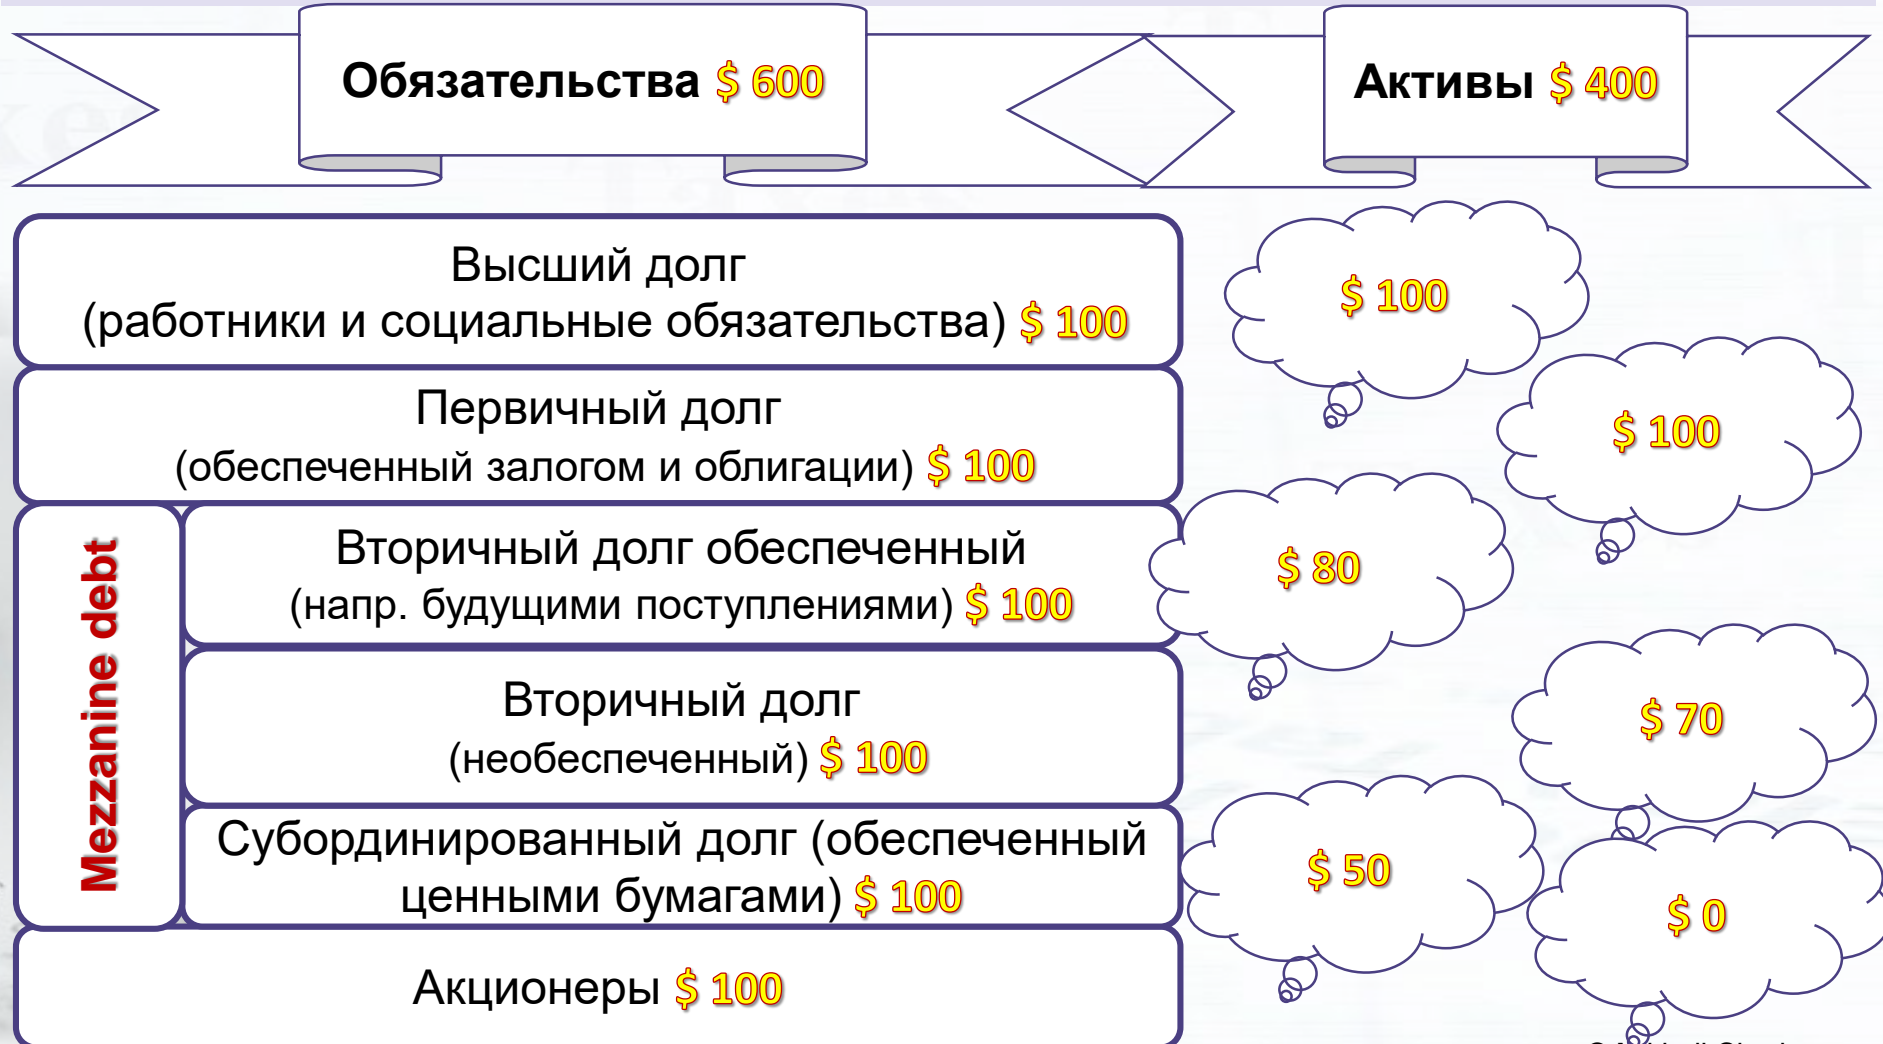 Обязательства $ 600
Активы $ 400
Высший долг
(работники и социальные обязательства) $ 100
$ 100
Первичный долг
(обеспеченный залогом и облигации) $ 100
$ 100
Mezzanine debt
Вторичный долг обеспеченный
(напр. будущими поступлениями) $ 100
$ 80
Вторичный долг
(необеспеченный) $ 100
$ 70
Субординированный долг (обеспеченный
ценными бумагами) $ 100
$ 50
Акционеры $ 100
$ 0